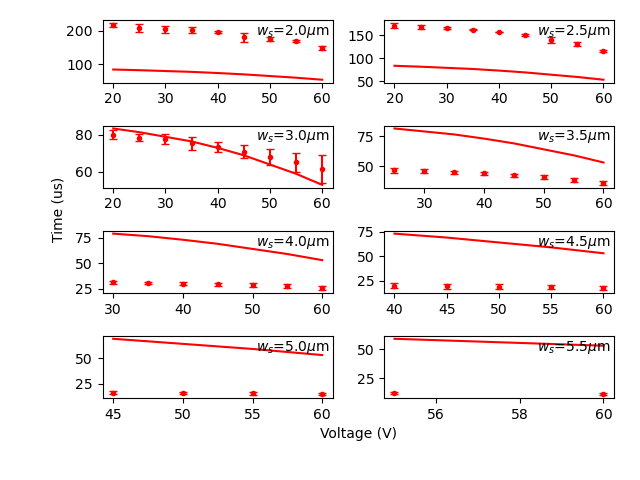 200
100
20 30 40 50 60
w_s=2.0μm
150
100
50
20 30 40 50 60
w_s=2.5μm
80
60
20 30 40 50 60
w_s=3.0μm
75
50
30 40 50 60
w_s=3.5μm
Time (us)
75
50
25
30 40 50 60
w_s=4.0μm
75
50
25
40 45 50 55 60
w_s=4.5μm
50
25
45 50 55 60
w_s=5.0μm
50
25
56 58 60
w_s=5.5μm
Voltage (V)